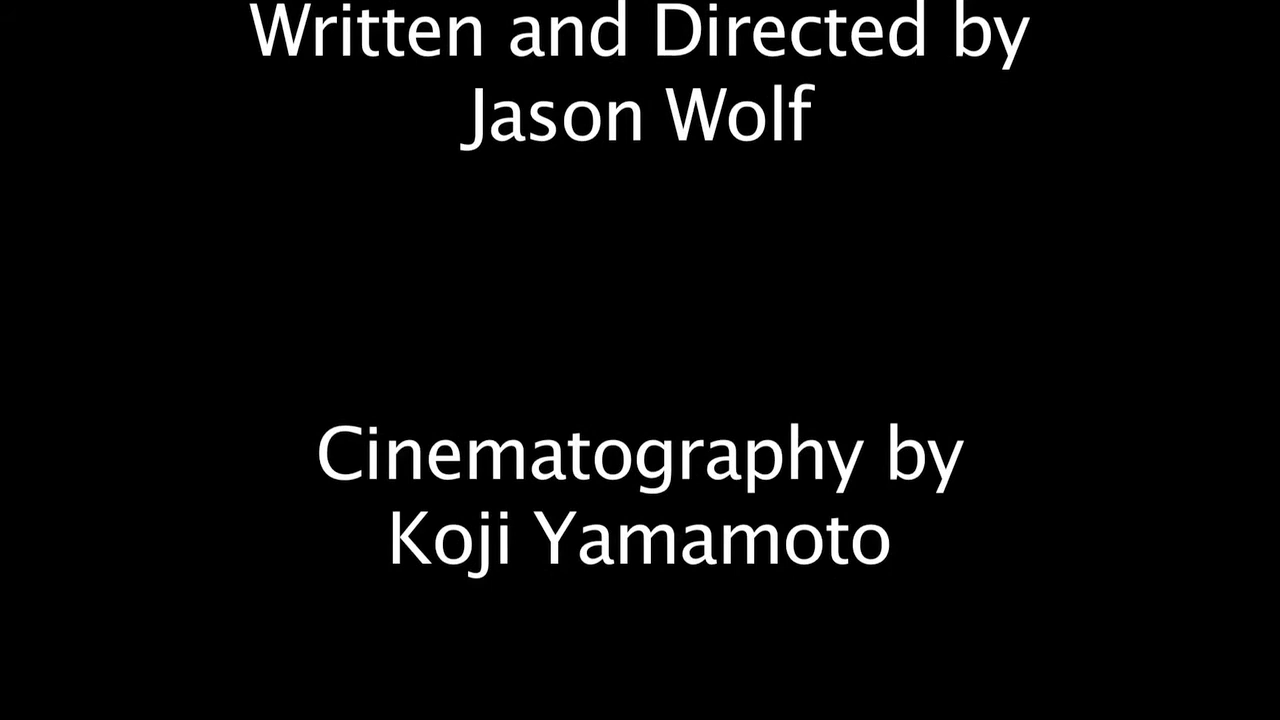 Written and Directed by
Jason Wolf
Cinematography by
Koji Yamamoto